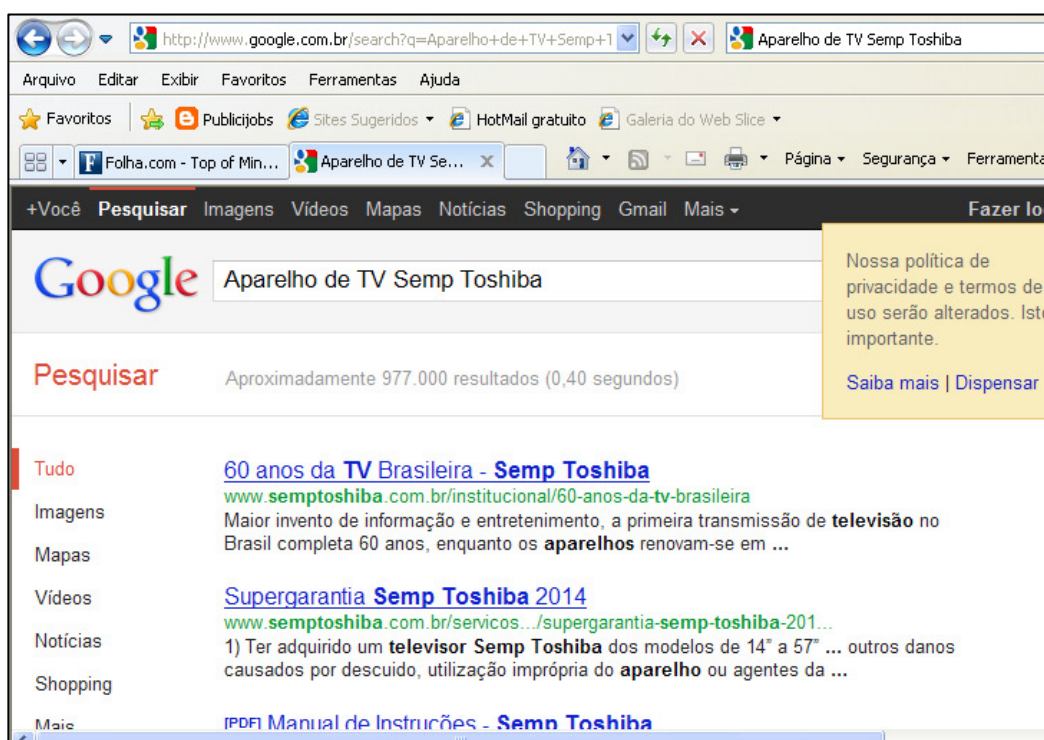 http://www.google.com.br/search?q=Aparelho+de+TV+Semp+T Aparelho de TV Semp Toshiba
Arquivo Editar Exibir Favoritos Ferramentas Ajuda
Favoritos Publicijobs Sites Sugeridos HotMail gratuito Galeria do Web Slice
Folha.com - Top of Min... Aparelho de TV Se... Página Segurança Ferramenta
+Você Pesquisar Imagens Vídeos Mapas Notícias Shopping Gmail Mais Fazer lo
Google Aparelho de TV Semp Toshiba
Nossa política de
privacidade e termos de
uso serão alterados. Isto
importante.
Saiba mais | Dispensar
Pesquisar Aproximadamente 977.000 resultados (0,40 segundos)
Tudo
Imagens
Mapas
Vídeos
Notícias
Shopping
Mais
60 anos da TV Brasileira - Semp Toshiba
www.semptoshiba.com.br/institucional/60-anos-da-tv-brasileira
Maior invento de informação e entretenimento, a primeira transmissão de televisão no
Brasil completa 60 anos, enquanto os aparelhos renovam-se em ...
Supergarantia Semp Toshiba 2014
www.semptoshiba.com.br/servicos.../supergarantia-semp-toshiba-201...
1) Ter adquirido um televisor Semp Toshiba dos modelos de 14" a 57" ... outros danos
causados por descuido, utilização imprópria do aparelho ou agentes da ...
[PDF] Manual de Instruções - Semp Toshiba